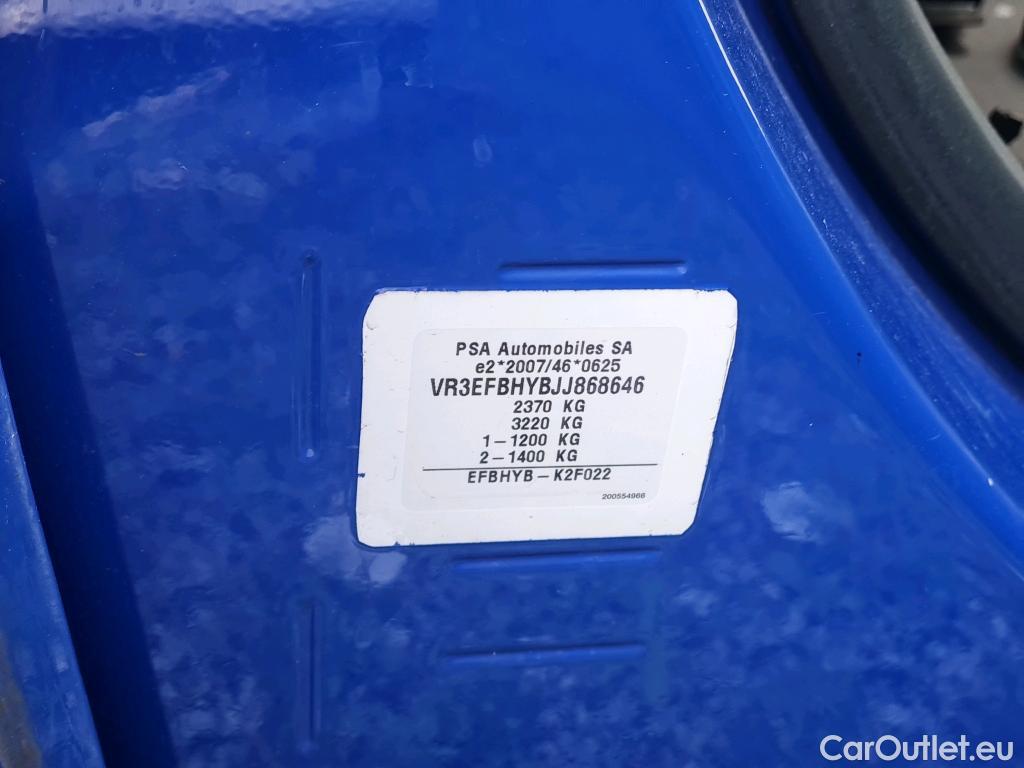 PSA Automobiles SA
e2*2007/46*0625
VR3EFBHYBJJ868646
2370 KG
3220 KG
1-1200 KG
2-1400 KG
EFBHYB-K2F022
200554966
CarOutlet.eu